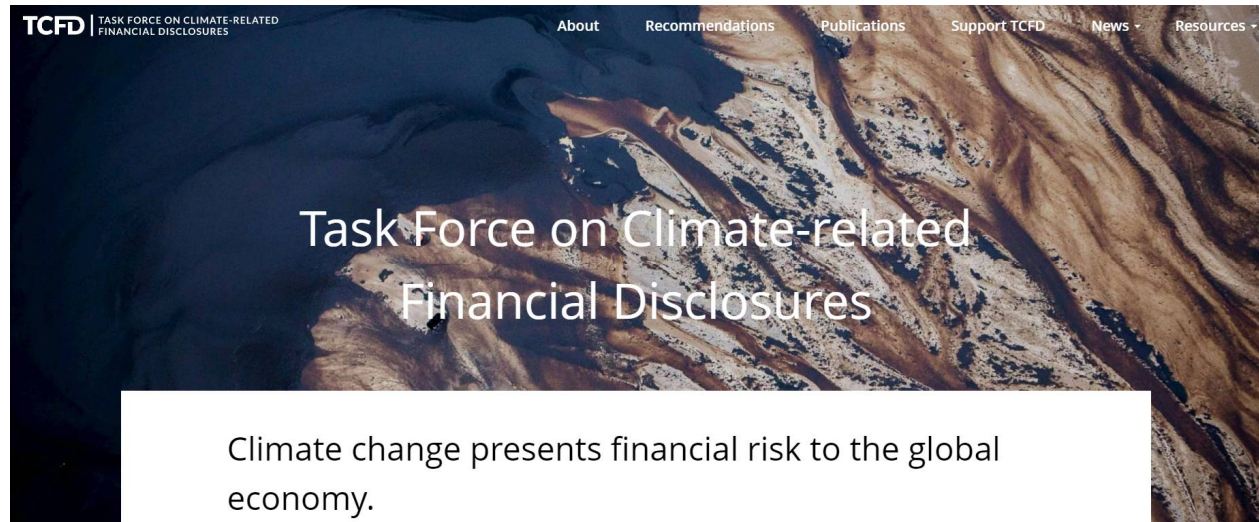 TCFD
TASK FORCE ON CLIMATE-RELATED
FINANCIAL DISCLOSURES
About
Recommendations
Publications
Support TCFD
News
Resources
Task Force on Climate-related
Financial Disclosures
Climate change presents financial risk to the global
economy.